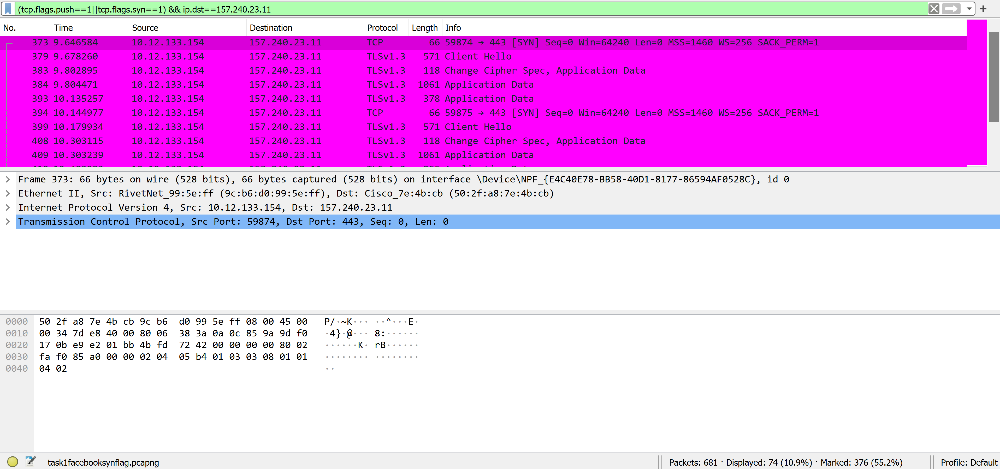 (tcp.flags.push==1||tcp.flags.syn==1) && ip.dst==157.240.23.11
No. Time Source Destination Protocol Length Info
373 9.646584 10.12.133.154 157.240.23.11 TCP 66 59874 → 443 [SYN] Seq=0 Win=64240 Len=0 MSS=1460 WS=256 SACK_PERM=1
379 9.678260 10.12.133.154 157.240.23.11 TLSv1.3 571 Client Hello
383 9.802895 10.12.133.154 157.240.23.11 TLSv1.3 118 Change Cipher Spec, Application Data
384 9.804471 10.12.133.154 157.240.23.11 TLSv1.3 1061 Application Data
393 10.135257 10.12.133.154 157.240.23.11 TLSv1.3 378 Application Data
394 10.144977 10.12.133.154 157.240.23.11 TCP 66 59875 → 443 [SYN] Seq=0 Win=64240 Len=0 MSS=1460 WS=256 SACK_PERM=1
399 10.179934 10.12.133.154 157.240.23.11 TLSv1.3 571 Client Hello
408 10.303115 10.12.133.154 157.240.23.11 TLSv1.3 118 Change Cipher Spec, Application Data
409 10.303239 10.12.133.154 157.240.23.11 TLSv1.3 1061 Application Data
Frame 373: 66 bytes on wire (528 bits), 66 bytes captured (528 bits) on interface \Device\NPF_{E4C40E78-BB58-40D1-8177-86594AF0528C}, id 0
Ethernet II, Src: RivetNet_99:5e:ff (9c:b6:d0:99:5e:ff), Dst: Cisco_7e:4b:cb (50:2f:a8:7e:4b:cb)
Internet Protocol Version 4, Src: 10.12.133.154, Dst: 157.240.23.11
Transmission Control Protocol, Src Port: 59874, Dst Port: 443, Seq: 0, Len: 0
0000 50 2f a8 7e 4b cb 9c b6 d0 99 5e ff 08 00 45 00 P/·~K··· ··^···E·
0010 00 34 7d e8 40 00 80 06 38 3a 0a 0c 85 9a 9d f0 ·4}·@··· 8:······
0020 17 0b e9 e2 01 bb 4b fd 72 42 00 00 00 00 80 02 ······K· rB······
0030 fa f0 85 a0 00 00 02 04 05 b4 01 03 03 08 01 01 ········ ········
0040 04 02 ··
task1facebooksynflag.pcapng Packets: 681 · Displayed: 74 (10.9%) · Marked: 376 (55.2%) Profile: Default